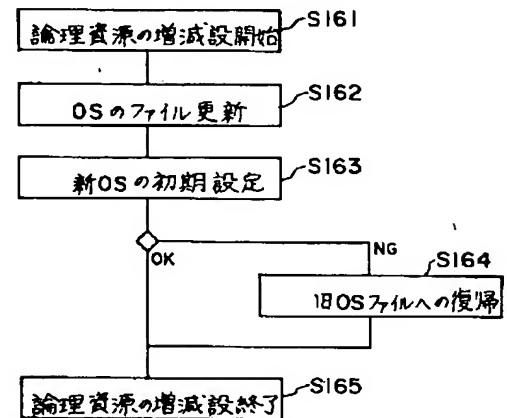 論理資源の増減設開始
S161
OSのファイル更新
S162
新OSの初期設定
S163
OK
NG
S164
旧OSファイルへの復帰
論理資源の増減設終了
S165